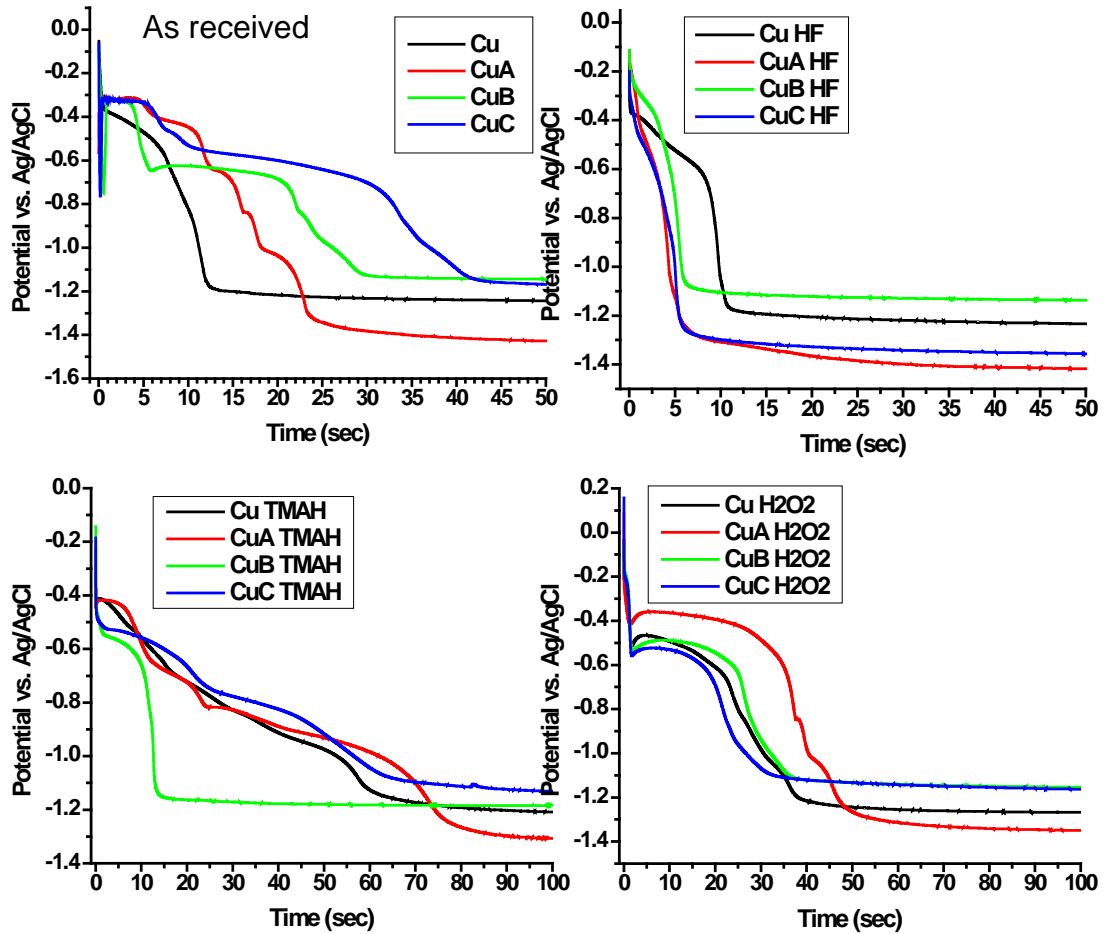 As received
Cu
CuA
CuB
CuC
0.0
-0.2
-0.4
-0.6
-0.8
-1.0
-1.2
-1.4
-1.6
Potential vs. Ag/AgCl
0 5 10 15 20 25 30 35 40 45 50
Time (sec)
Cu HF
CuA HF
CuB HF
CuC HF
0.0
-0.2
-0.4
-0.6
-0.8
-1.0
-1.2
-1.4
Potential vs. Ag/AgCl
0 5 10 15 20 25 30 35 40 45 50
Time (sec)
Cu TMAH
CuA TMAH
CuB TMAH
CuC TMAH
0.0
-0.2
-0.4
-0.6
-0.8
-1.0
-1.2
-1.4
Potential vs. Ag/AgCl
0 10 20 30 40 50 60 70 80 90 100
Time (sec)
Cu H2O2
CuA H2O2
CuB H2O2
CuC H2O2
0.2
0.0
-0.2
-0.4
-0.6
-0.8
-1.0
-1.2
-1.4
Potential vs. Ag/AgCl
0 10 20 30 40 50 60 70 80 90 100
Time (sec)